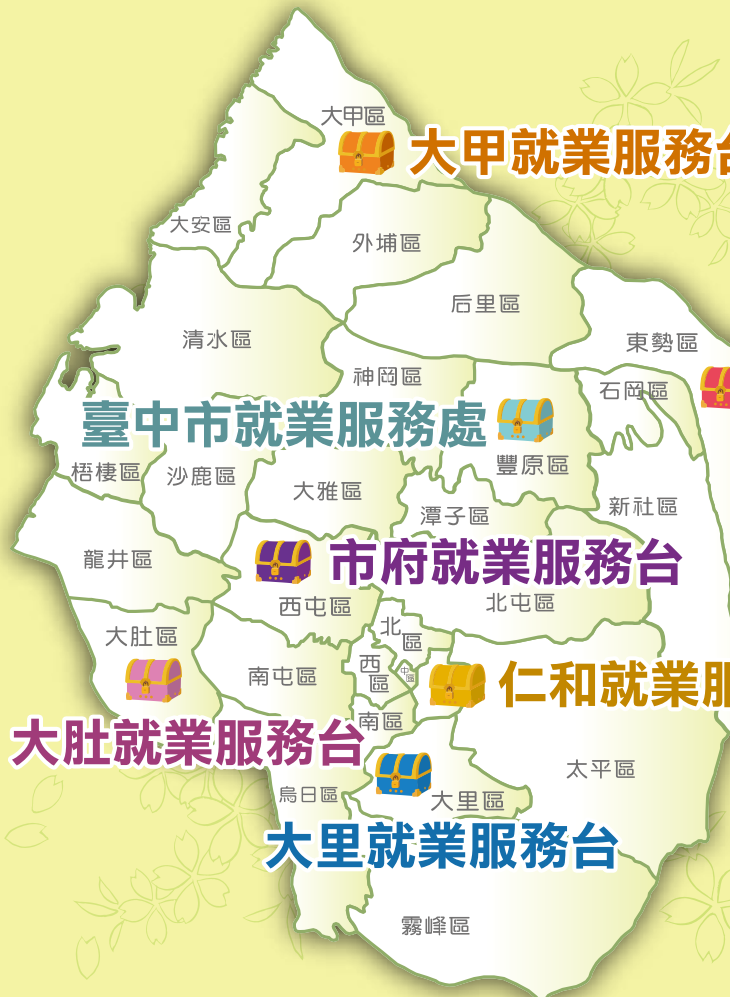 大甲區
大甲就業服務台
大安區
外埔區
后里區
清水區
東勢區
神岡區
石岡區
臺中市就業服務處
豐原區
梧棲區
沙鹿區
大雅區
新社區
潭子區
市府就業服務台
龍井區
西屯區
北屯區
大肚區
北區
西區
中區
南屯區
仁和就業服
南區
大肚就業服務台
太平區
烏日區
大里區
大里就業服務台
霧峰區